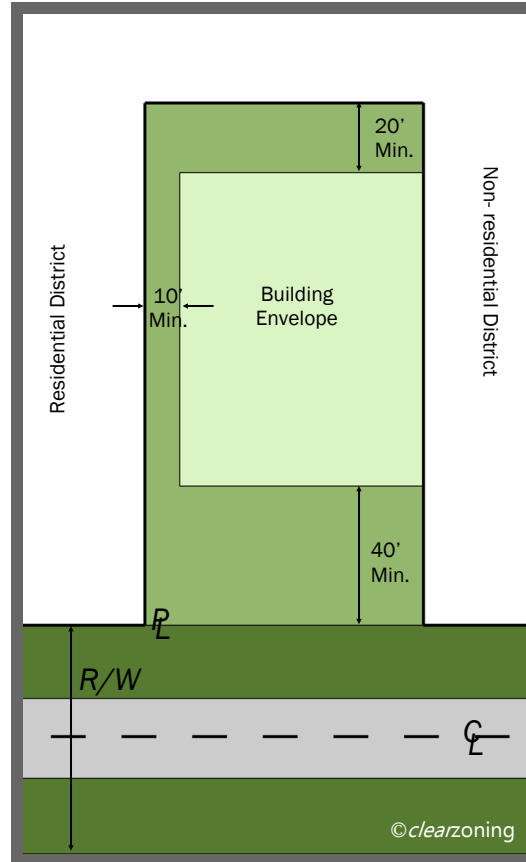 20’
Min.
Residential District
Non- residential District
10’
Min.
Building
Envelope
40’
Min.
PL
R/W
CL
©clearzoning